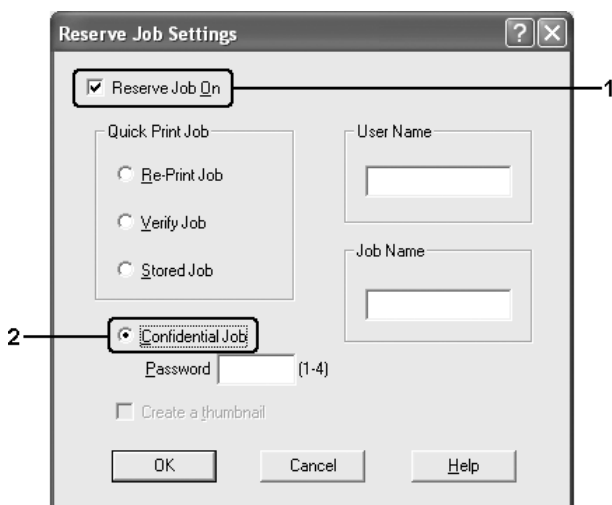 Reserve Job Settings
Reserve Job On
1
Quick Print Job
User Name
Re-Print Job
Verify Job
Job Name
Stored Job
2
Confidential Job
Password (1-4)
Create a thumbnail
OK Cancel Help